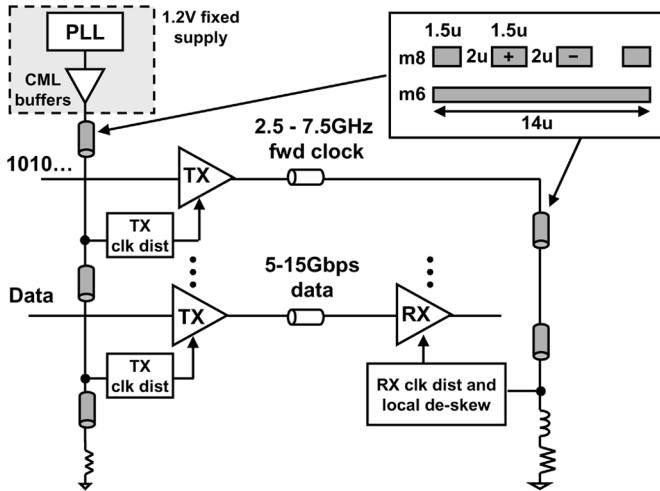 PLL
1.2V fixed
supply
CML
buffers
1.5u 1.5u
m8 2u + 2u −
m6
14u
2.5 - 7.5GHz
fwd clock
1010...
TX
TX
clk dist
5-15Gbps
data
Data
TX
RX
TX
clk dist
RX clk dist and
local de-skew